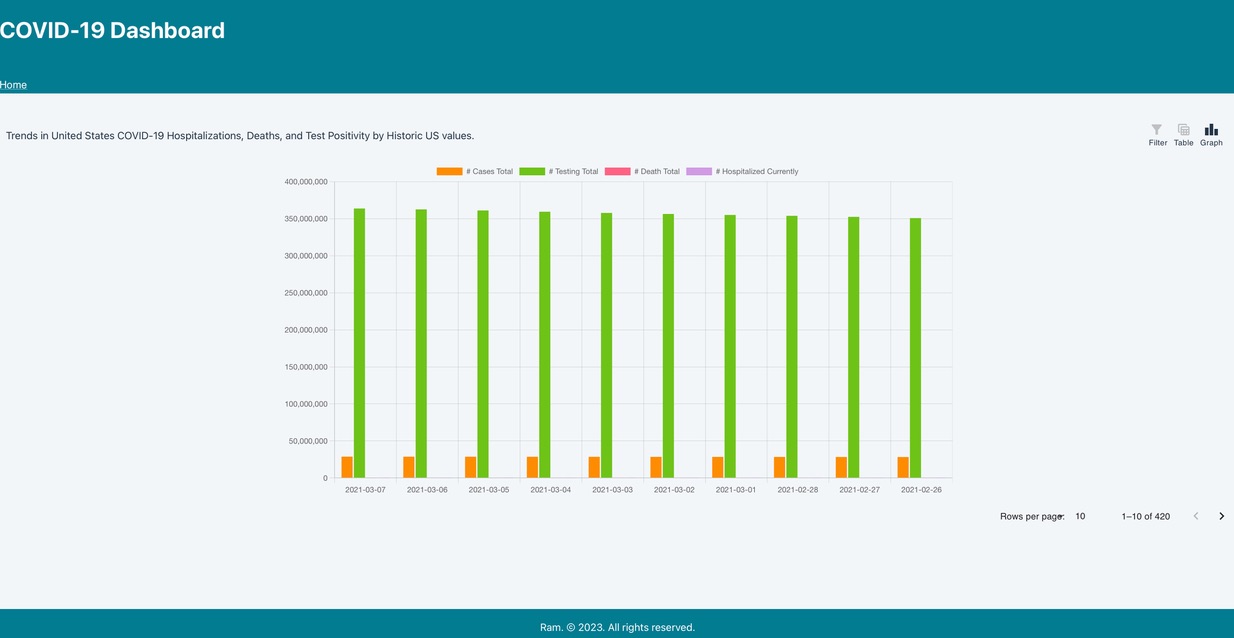 COVID-19 Dashboard
Home
Trends in United States COVID-19 Hospitalizations, Deaths, and Test Positivity by Historic US values.
Filter Table Graph
# Cases Total # Testing Total # Death Total # Hospitalized Currently
400,000,000
350,000,000
300,000,000
250,000,000
200,000,000
150,000,000
100,000,000
50,000,000
0
2021-03-07 2021-03-06 2021-03-05 2021-03-04 2021-03-03 2021-03-02 2021-03-01 2021-02-28 2021-02-27 2021-02-26
Rows per page: 10 1–10 of 420
Ram. © 2023. All rights reserved.